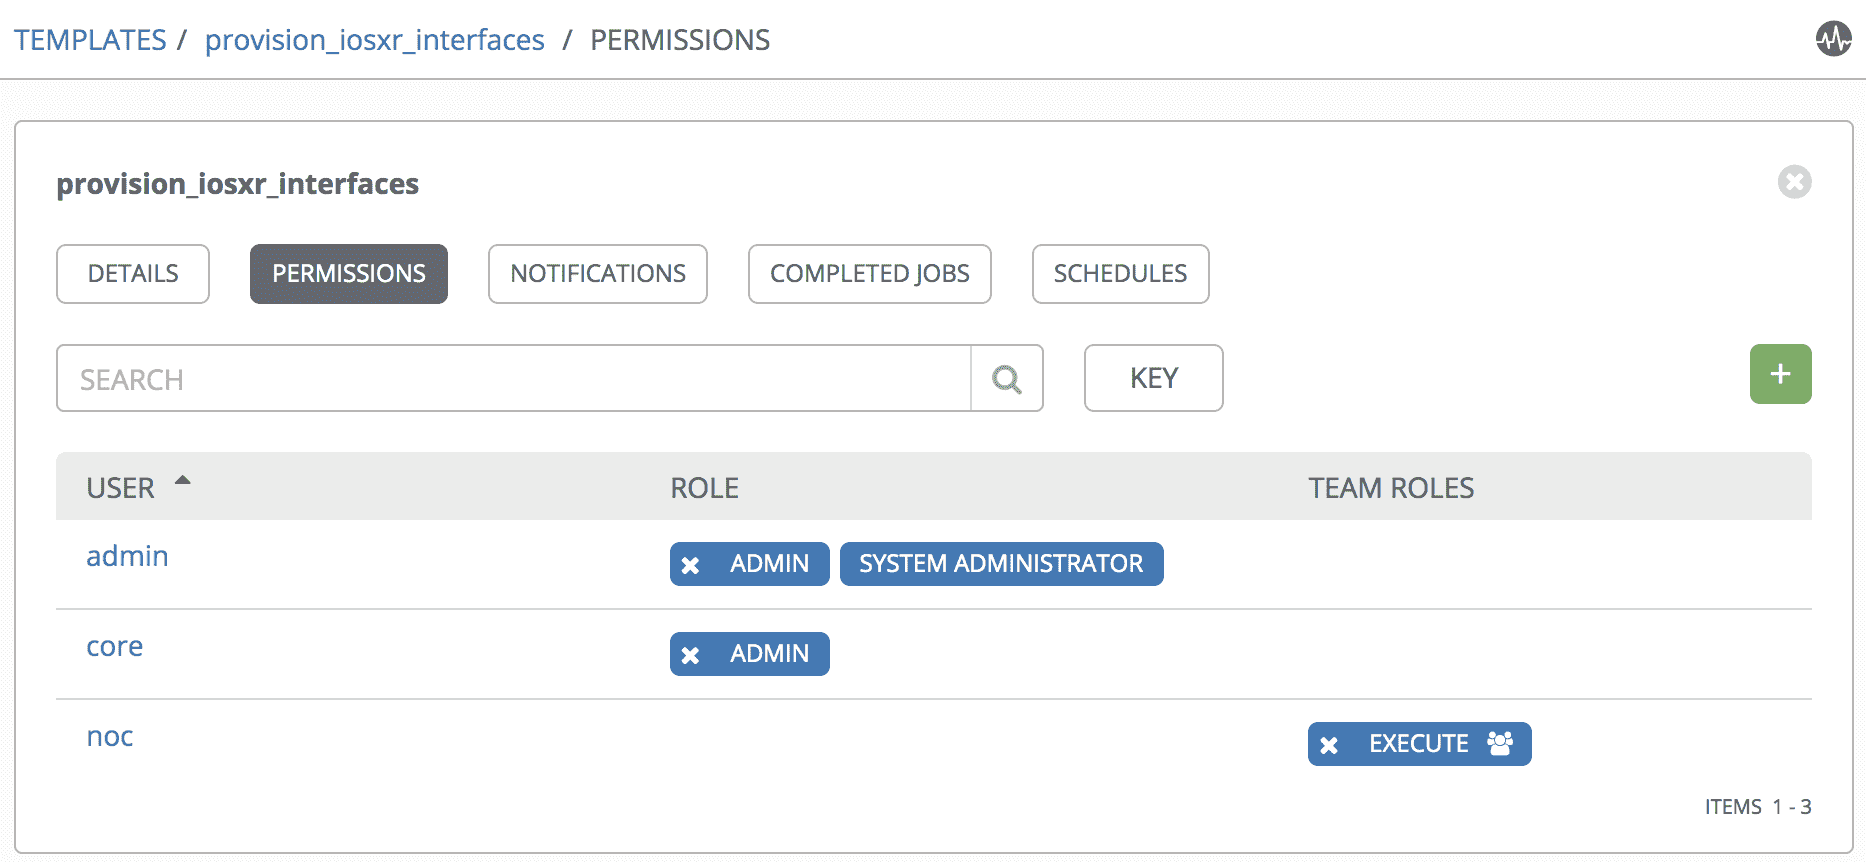 TEMPLATES / provision_iosxr_interfaces / PERMISSIONS
provision_iosxr_interfaces
DETAILS PERMISSIONS NOTIFICATIONS COMPLETED JOBS SCHEDULES
SEARCH KEY +
USER ROLE TEAM ROLES
admin ADMIN SYSTEM ADMINISTRATOR
core ADMIN
noc EXECUTE
ITEMS 1 - 3